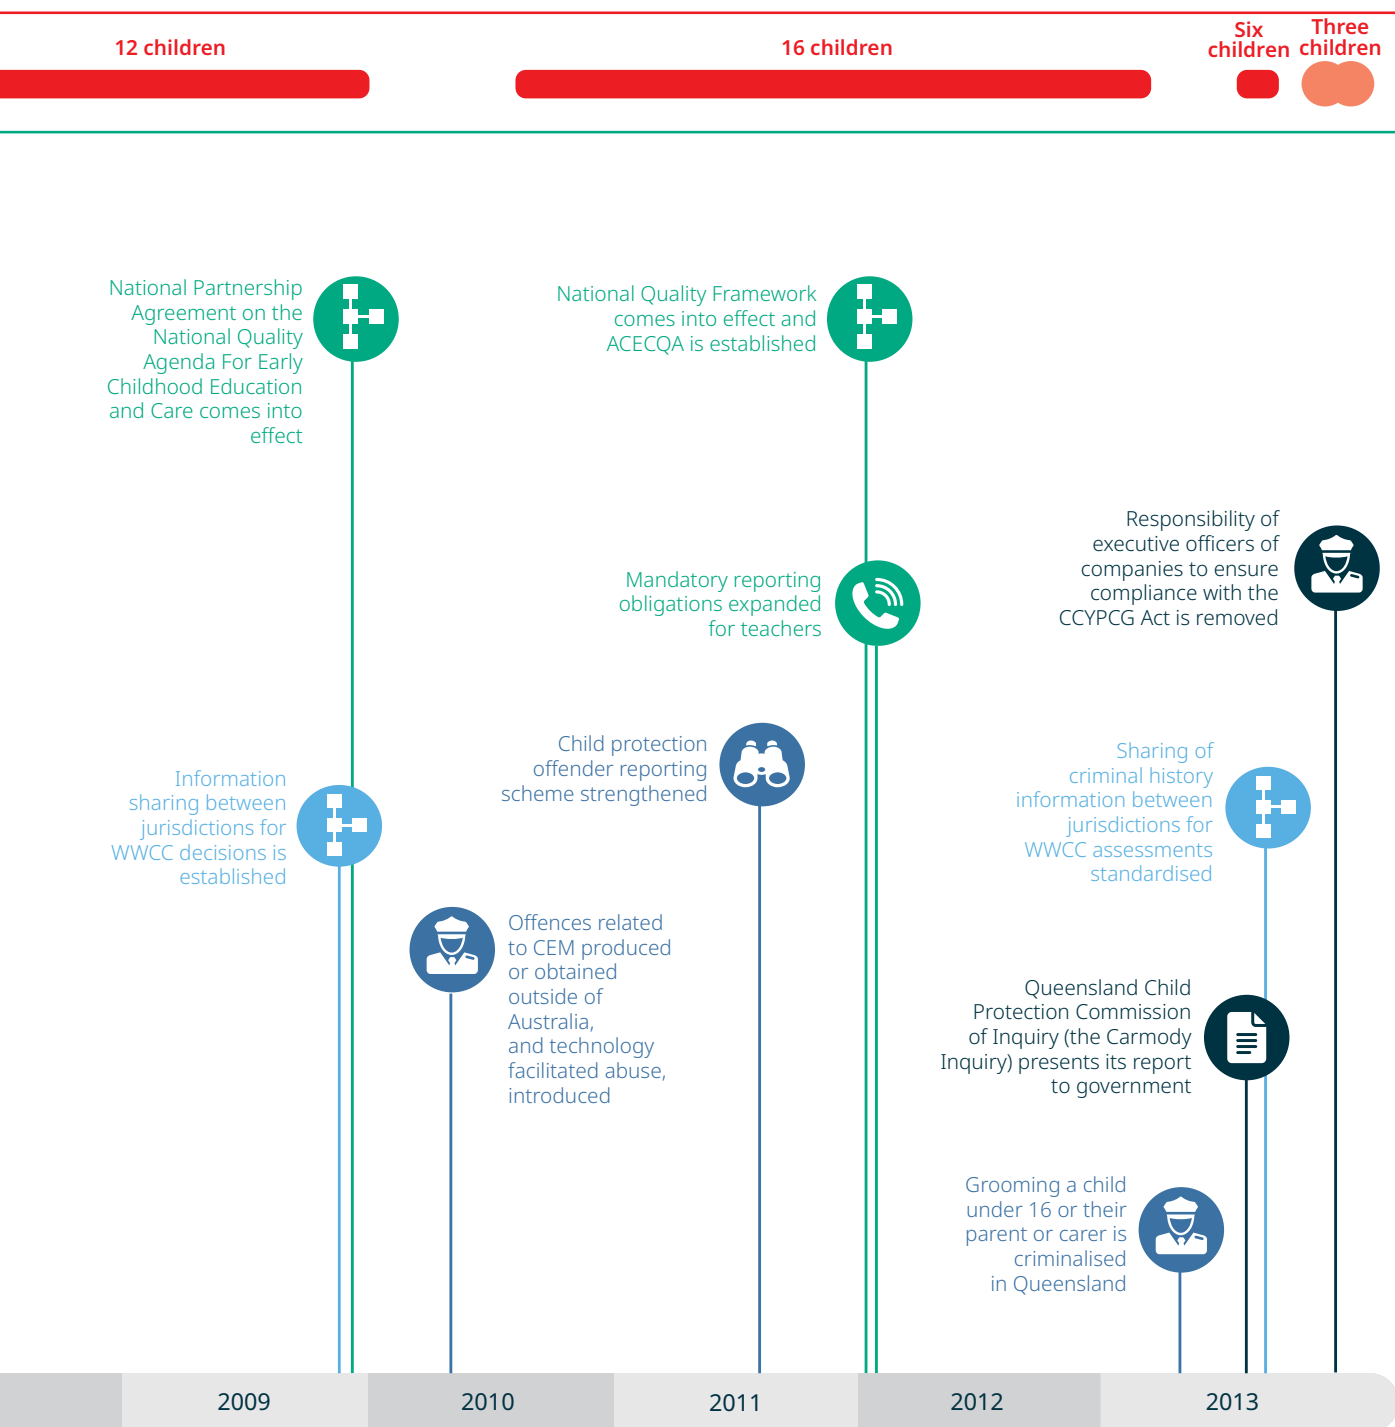 12 children
16 children
Six
children
Three
children
National Partnership
Agreement on the
National Quality
Agenda For Early
Childhood Education
and Care comes into
effect
National Quality Framework
comes into effect and
ACECQA is established
Responsibility of
executive officers of
companies to ensure
compliance with the
CCYPCG Act is removed
Mandatory reporting
obligations expanded
for teachers
Child protection
offender reporting
scheme strengthened
Sharing of
criminal history
information between
jurisdictions for
WWCC assessments
standardised
Information
sharing between
jurisdictions for
WWCC decisions is
established
Offences related
to CEM produced
or obtained
outside of
Australia,
and technology
facilitated abuse,
introduced
Queensland Child
Protection Commission
of Inquiry (the Carmody
Inquiry) presents its report
to government
Grooming a child
under 16 or their
parent or carer is
criminalised
in Queensland
2009
2010
2011
2012
2013